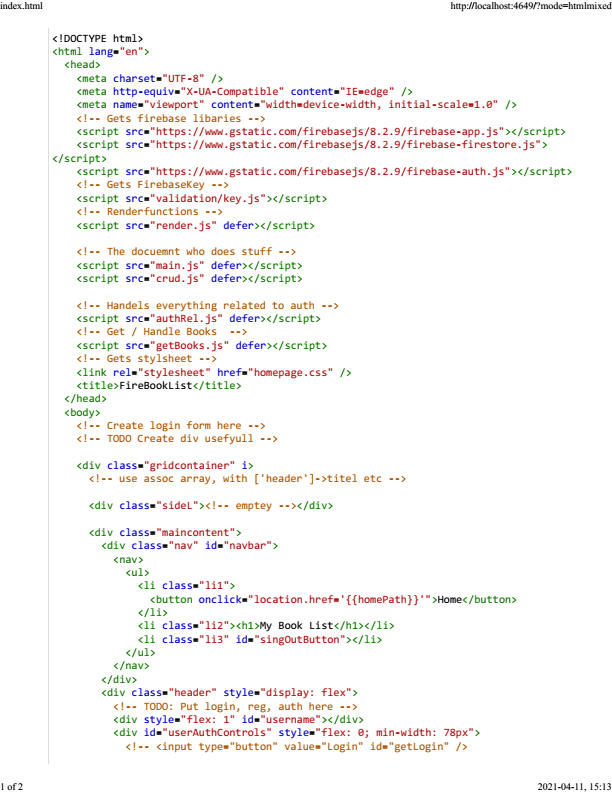 index.html
http://localhost:4649/?mode=htmlmixed
<!DOCTYPE html>
<html lang="en">
<head>
<meta charset="UTF-8" />
<meta http-equiv="X-UA-Compatible" content="IE=edge" />
<meta name="viewport" content="width=device-width, initial-scale=1.0" />
<!-- Gets firebase libaries -->
<script src="https://www.gstatic.com/firebasejs/8.2.9/firebase-app.js"></script>
<script src="https://www.gstatic.com/firebasejs/8.2.9/firebase-firestore.js">
</script>
<script src="https://www.gstatic.com/firebasejs/8.2.9/firebase-auth.js"></script>
<!-- Gets FirebaseKey -->
<script src="validation/key.js"></script>
<!-- Renderfunctions -->
<script src="render.js" defer></script>
<!-- The docuemnt who does stuff -->
<script src="main.js" defer></script>
<script src="crud.js" defer></script>
<!-- Handels everything related to auth -->
<script src="authRel.js" defer></script>
<!-- Get / Handle Books  -->
<script src="getBooks.js" defer></script>
<!-- Gets stylsheet -->
<link rel="stylesheet" href="homepage.css" />
<title>FireBookList</title>
</head>
<body>
<!-- Create login form here -->
<!-- TODO Create div usefyull -->
<div class="gridcontainer" i>
<!-- use assoc array, with ['header']->titel etc -->
<div class="sideL"><!-- emptey --></div>
<div class="maincontent">
<div class="nav" id="navbar">
<nav>
<ul>
<li class="li1">
<button onclick="location.href='{{homePath}}'">Home</button>
</li>
<li class="li2"><h1>My Book List</h1></li>
<li class="li3" id="singOutButton"></li>
</ul>
</nav>
</div>
<div class="header" style="display: flex">
<!-- TODO: Put login, reg, auth here -->
<div style="flex: 1" id="username"></div>
<div id="userAuthControls" style="flex: 0; min-width: 78px">
<!-- <input type="button" value="Login" id="getLogin" />
1 of 2
2021-04-11, 15:13